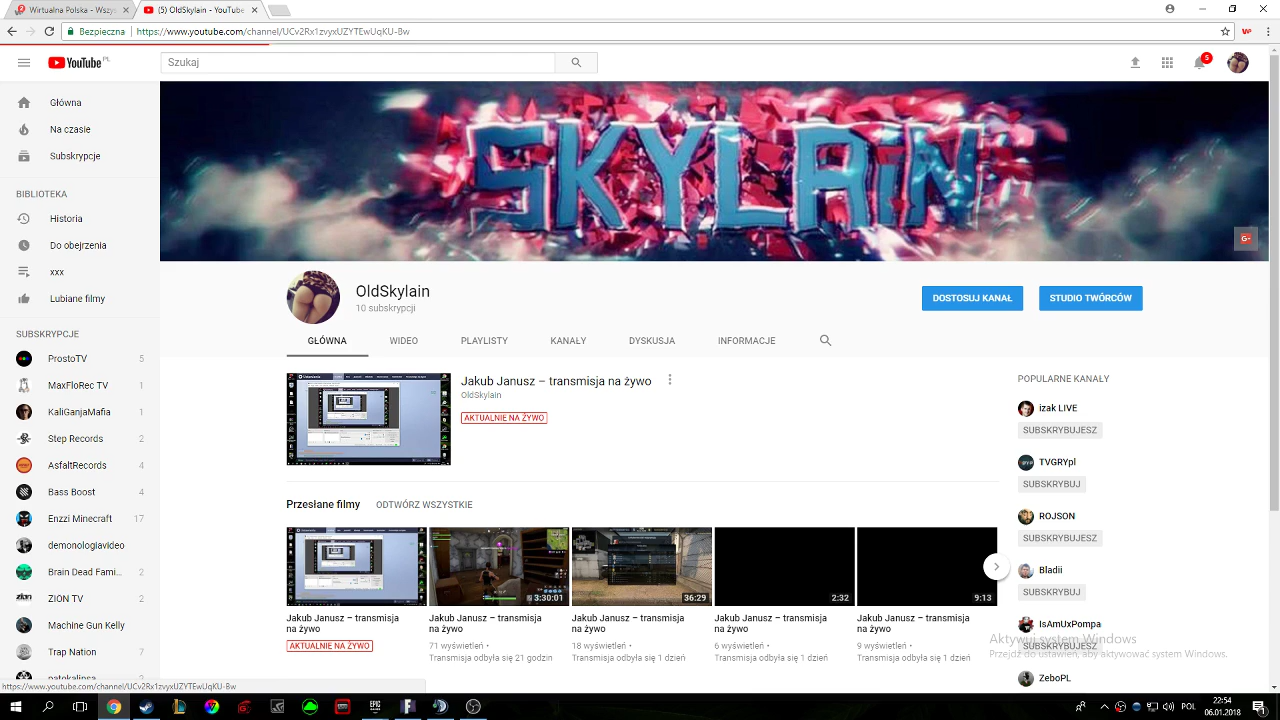 Wirtualna Polska - Wszys
(5) OldSkylain - YouTube
Bezpieczna
https://www.youtube.com/channel/UCv2Rx1zvyxUZYTEwUqKU-Bw
YouTube PL
Szukaj
5
Główna
Na czasie
Subskrypcje
BIBLIOTEKA
Historia
Do obejrzenia
xxx
Lubiane filmy
SUBSKRYPCJE
ProstoTV 5
1
KaliGanjaMafia 1
2
4
Bass Boost 4
Enzzi Minecraft 17
demonologiavideo
Brain Dead Fami... 2
ZION TV 2
Machine Gun Kelly
Trap Nation 7
patokalipsa 2
SKYLAIN
OldSkylain
10 subskrypcji
DOSTOSUJ KANAŁ
STUDIO TWÓRCÓW
GŁÓWNA
WIDEO
PLAYLISTY
KANAŁY
DYSKUSJA
INFORMACJE
Jakub Janusz – transmisja na żywo
OldSkylain
AKTUALNIE NA ŻYWO
Przesłane filmy
ODTWÓRZ WSZYSTKIE
3:30:01
36:29
2:32
9:13
Jakub Janusz – transmisja
na żywo
AKTUALNIE NA ŻYWO
Jakub Janusz – transmisja
na żywo
71 wyświetleń •
Transmisja odbyła się 21 godzin
Jakub Janusz – transmisja
na żywo
18 wyświetleń •
Transmisja odbyła się 1 dzień
Jakub Janusz – transmisja
na żywo
6 wyświetleń •
Transmisja odbyła się 1 dzień
Jakub Janusz – transmisja
na żywo
9 wyświetleń •
Transmisja odbyła się 1 dzień
POPULARNE KANAŁY
izak LIVE
SUBSKRYBUJESZ
TVGRYpl
SUBSKRYBUJ
ROJSON
SUBSKRYBUJESZ
Bladii
SUBSKRYBUJ
IsAmUxPompa
SUBSKRYBUJESZ
ZeboPL
Aktywuj system Windows
Przejdź do ustawień, aby aktywować system Windows.
https://www.youtube.com/channel/UCv2Rx1zvyxUZYTEwUqKU-Bw
EPIC
POL
22:54
06.01.2018